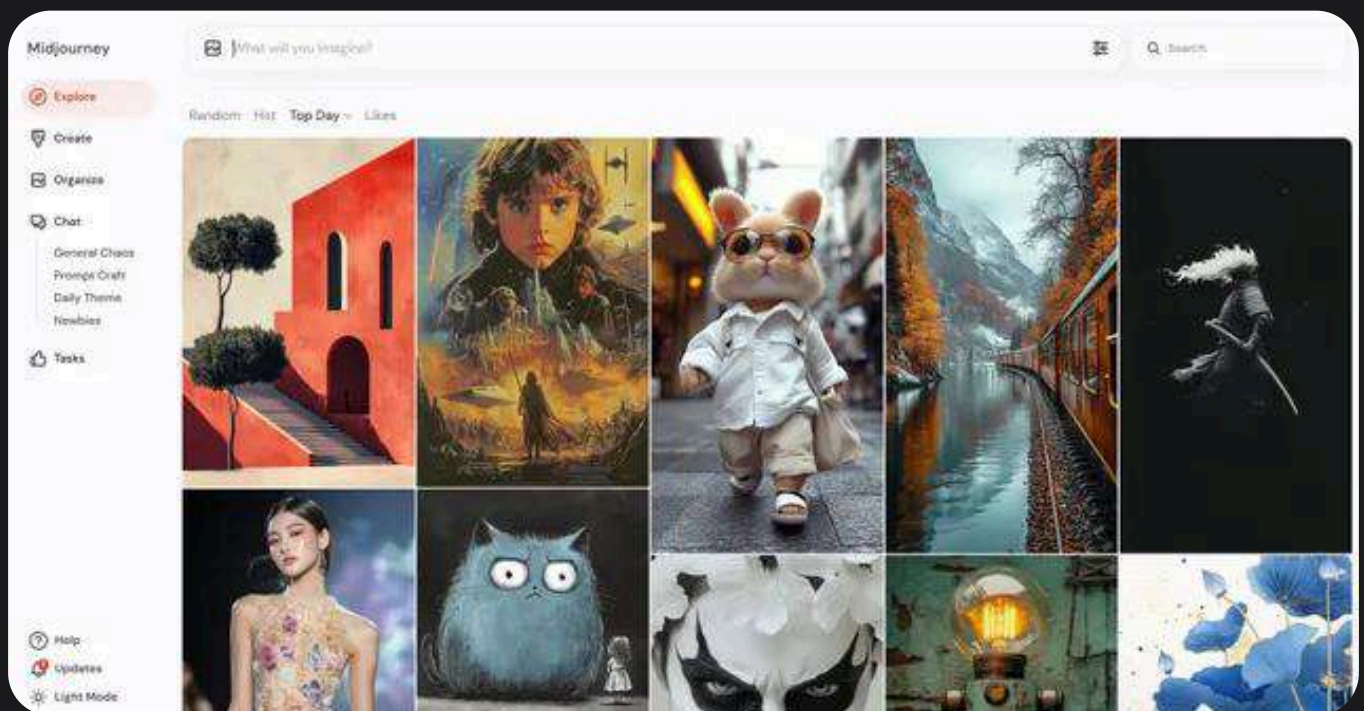 Midjourney
What will you imagine?
Search
Explore
Create
Organize
Chat
General Chaos
Prompt Craft
Daily Theme
Newbies
Tasks
Help
Updates
Light Mode
Random Hot Top Day Likes